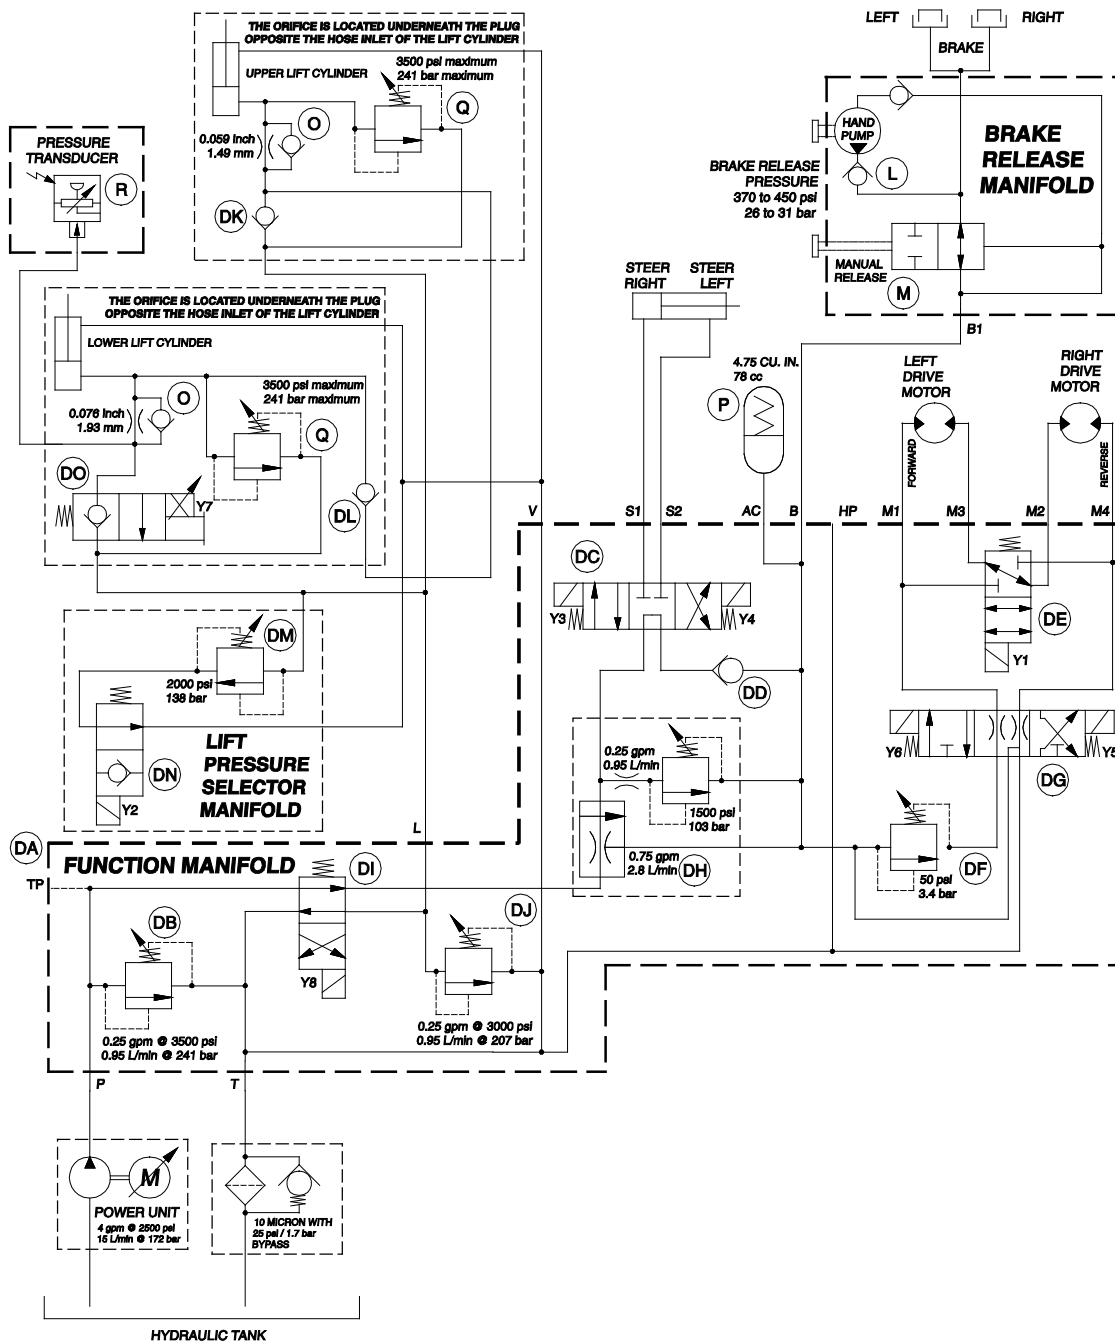 LEFT
RIGHT
BRAKE
THE ORIFICE IS LOCATED UNDERNEATH THE PLUG
OPPOSITE THE HOSE INLET OF THE LIFT CYLINDER
UPPER LIFT CYLINDER
3500 psi maximum
241 bar maximum
Q
O
0.059 inch
1.49 mm
DK
PRESSURE
TRANSDUCER
R
HAND
PUMP
BRAKE
RELEASE
MANIFOLD
L
BRAKE RELEASE
PRESSURE
370 to 450 psi
26 to 31 bar
MANUAL
RELEASE
M
B1
THE ORIFICE IS LOCATED UNDERNEATH THE PLUG
OPPOSITE THE HOSE INLET OF THE LIFT CYLINDER
LOWER LIFT CYLINDER
3500 psi maximum
241 bar maximum
O
0.076 inch
1.93 mm
Q
DO
Y7
DL
STEER
RIGHT
STEER
LEFT
4.75 CU. IN.
78 cc
P
LEFT
DRIVE
MOTOR
RIGHT
DRIVE
MOTOR
FORWARD
REVERSE
V
S1
S2
AC
B
HP
M1
M3
M2
M4
DC
Y3
Y4
DE
Y1
DD
DM
2000 psi
138 bar
LIFT
PRESSURE
SELECTOR
MANIFOLD
DN
Y2
0.25 gpm
0.95 L/min
1500 psi
103 bar
0.75 gpm
2.8 L/min
DH
Y6
Y5
DG
DF
50 psi
3.4 bar
L
DA
FUNCTION MANIFOLD
TP
DI
DB
DJ
Y8
0.25 gpm @ 3500 psi
0.95 L/min @ 241 bar
0.25 gpm @ 3000 psi
0.95 L/min @ 207 bar
P
T
M
POWER UNIT
4 gpm @ 2500 psi
15 L/min @ 172 bar
10 MICRON WITH
25 psi / 1.7 bar
BYPASS
HYDRAULIC TANK